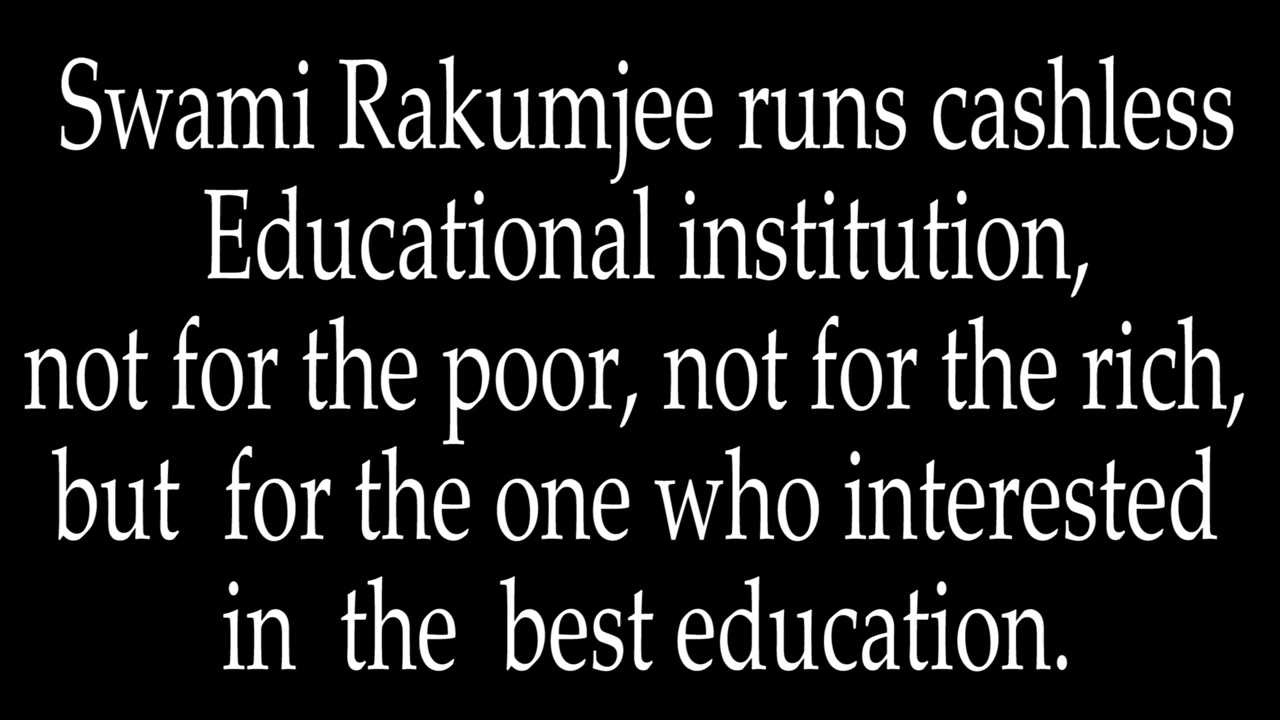 Swami Rakumjee runs cashless
Educational institution,
not for the poor, not for the rich,
but for the one who interested
in the best education.